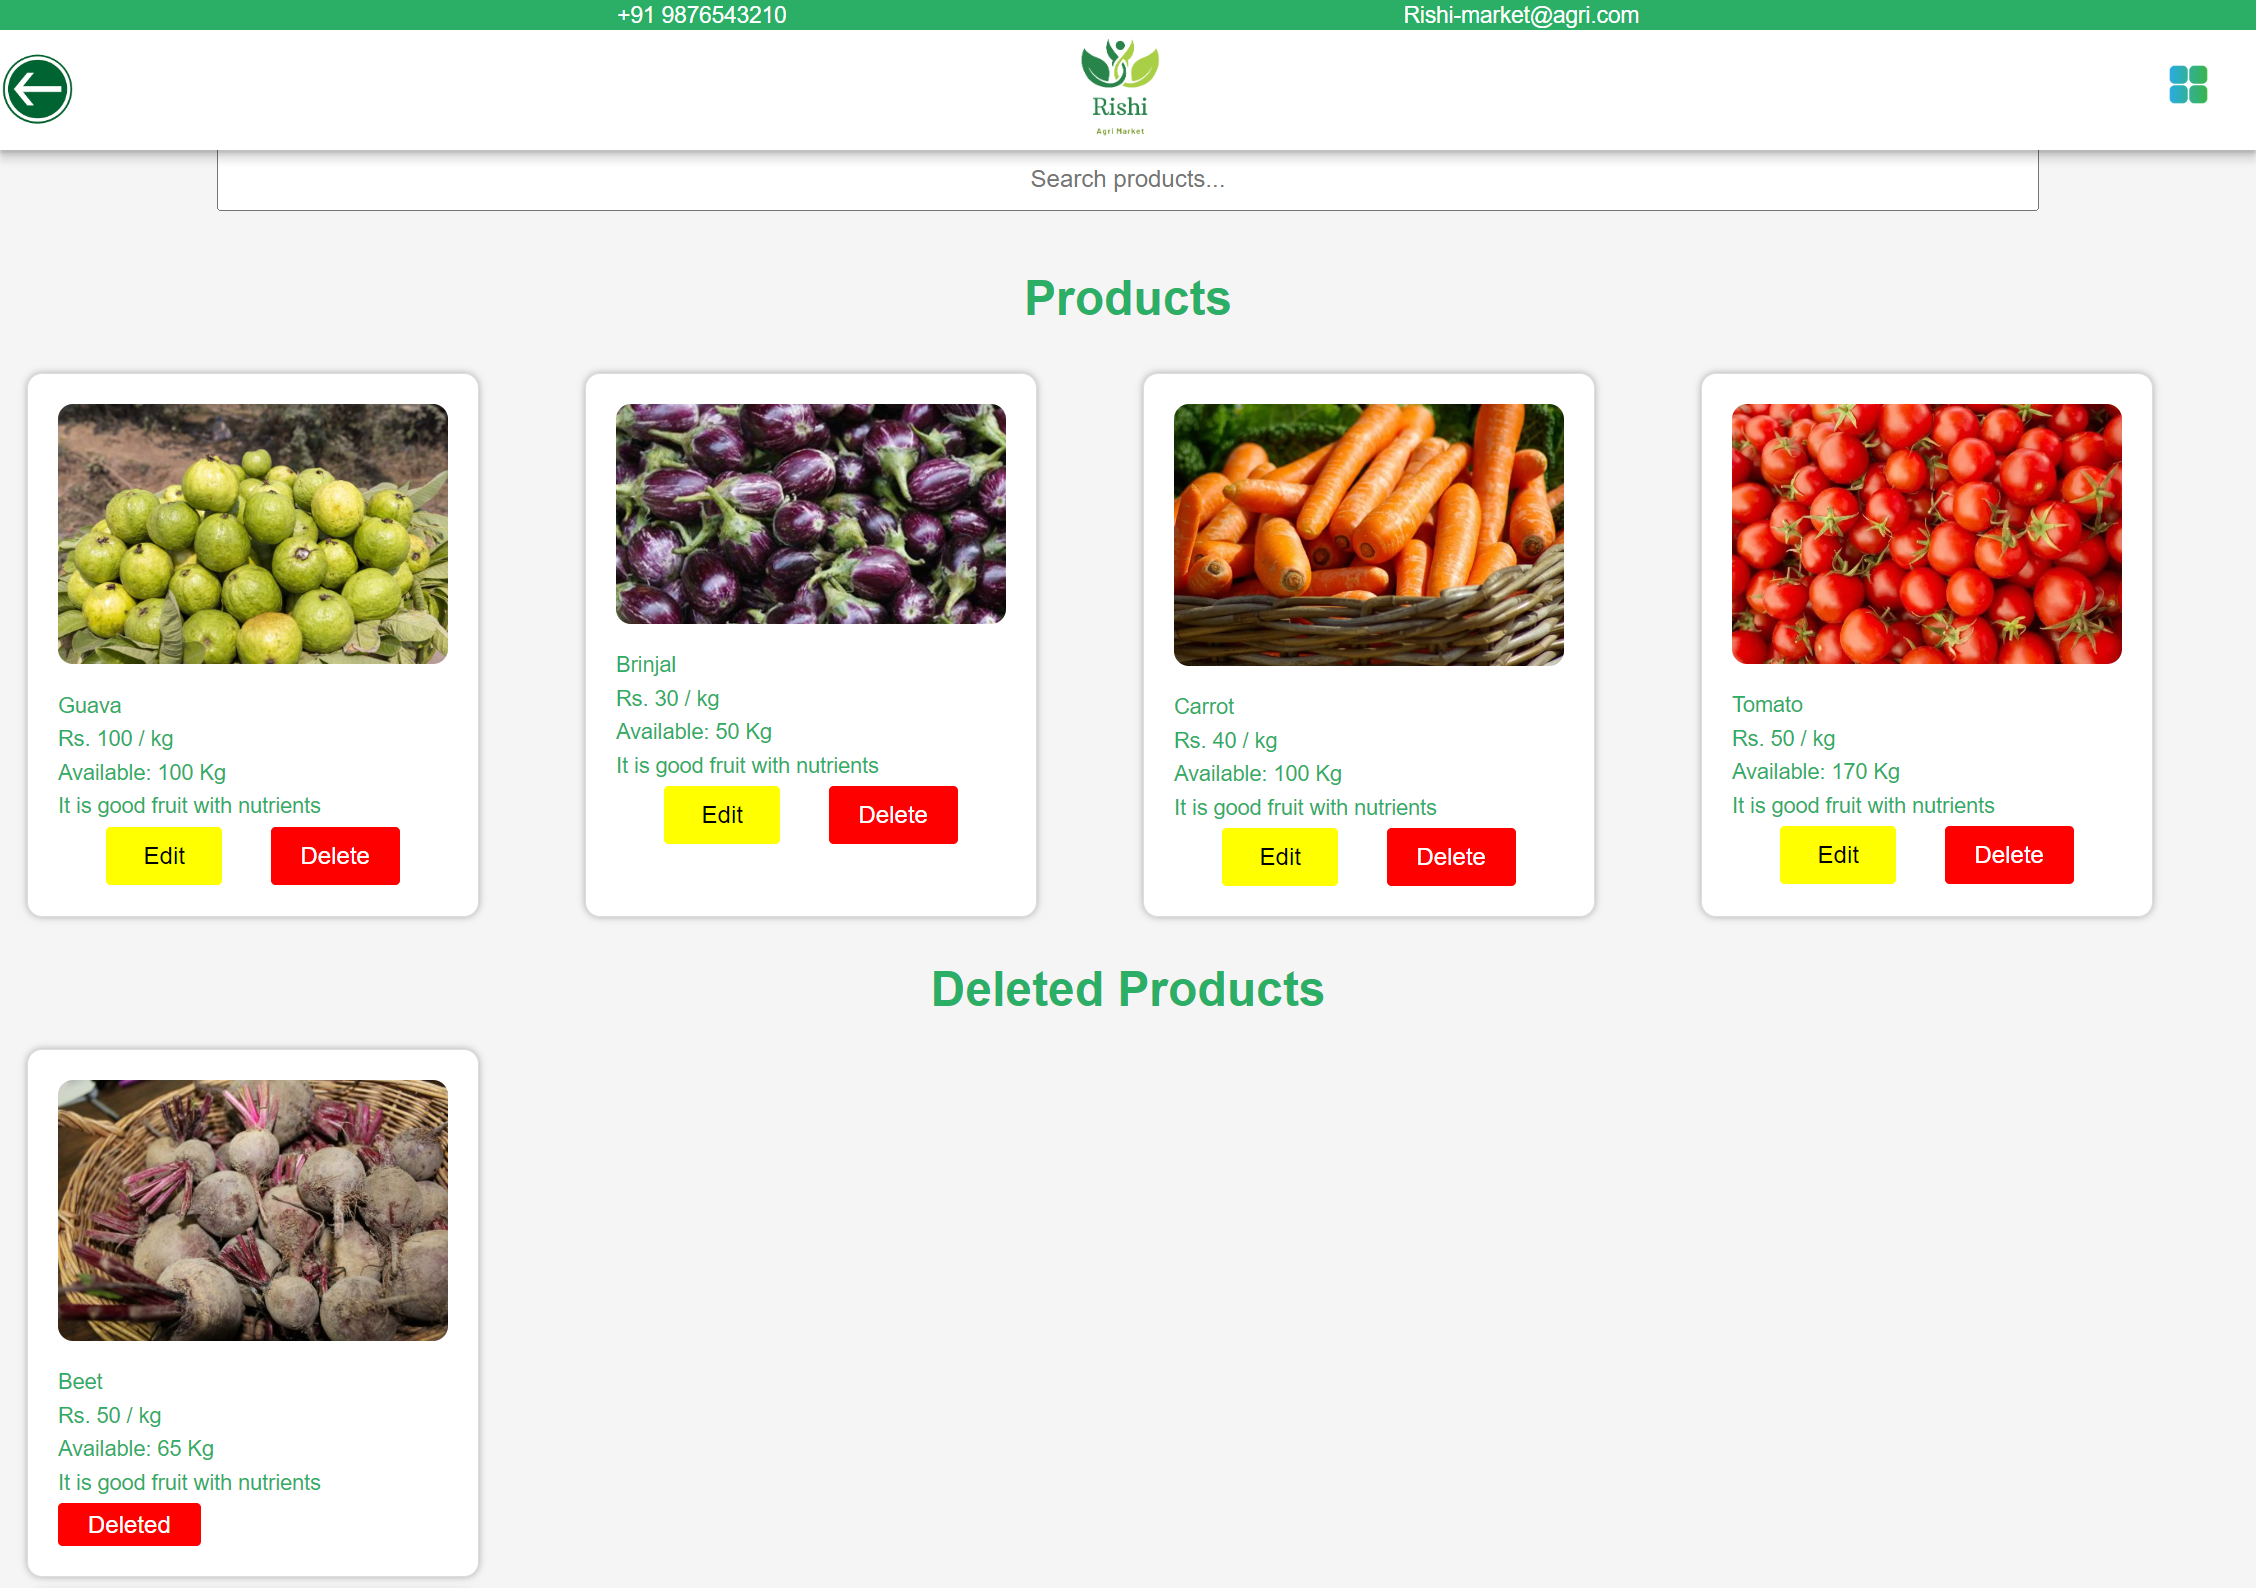 +91 9876543210
Rishi-market@agri.com
Rishi
Agri Market
Search products...
Products
Guava
Rs. 100 / kg
Available: 100 Kg
It is good fruit with nutrients
Edit
Delete
Brinjal
Rs. 30 / kg
Available: 50 Kg
It is good fruit with nutrients
Edit
Delete
Carrot
Rs. 40 / kg
Available: 100 Kg
It is good fruit with nutrients
Edit
Delete
Tomato
Rs. 50 / kg
Available: 170 Kg
It is good fruit with nutrients
Edit
Delete
Deleted Products
Beet
Rs. 50 / kg
Available: 65 Kg
It is good fruit with nutrients
Deleted